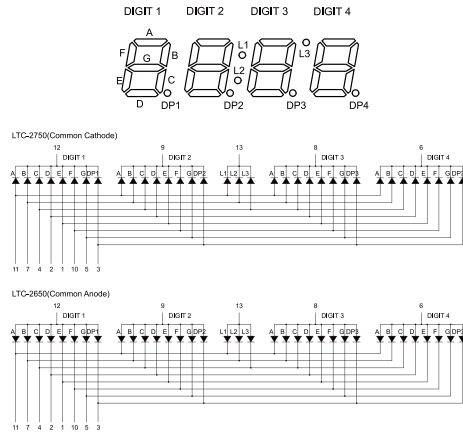 DIGIT 1 DIGIT 2 DIGIT 3 DIGIT 4
A
F G B L1 L3
E C L2
D DP1 DP2 DP3 DP4
LTC-2750(Common Cathode)
12 9 13 8 6
DIGIT 1 DIGIT 2 DIGIT 3 DIGIT 4
A B C D E F G DP1 A B C D E F G DP2 L1 L2 L3 A B C D E F G DP3 A B C D E F G DP
11 7 4 2 1 10 5 3
LTC-2650(Common Anode)
12 9 13 8 6
DIGIT 1 DIGIT 2 DIGIT 3 DIGIT 4
A B C D E F G DP1 A B C D E F G DP2 L1 L2 L3 A B C D E F G DP3 A B C D E F G DP
11 7 4 2 1 10 5 3